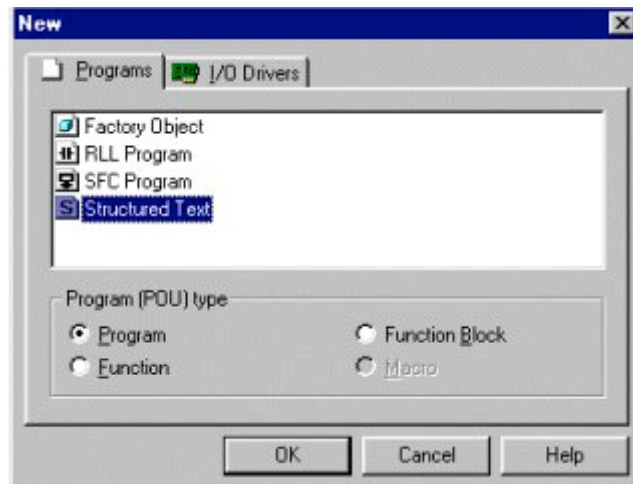 New
Programs I/O Drivers
Factory Object
RLL Program
SFC Program
Structured Text
Program (POU) type
Program Function Block
Function Macro
OK Cancel Help